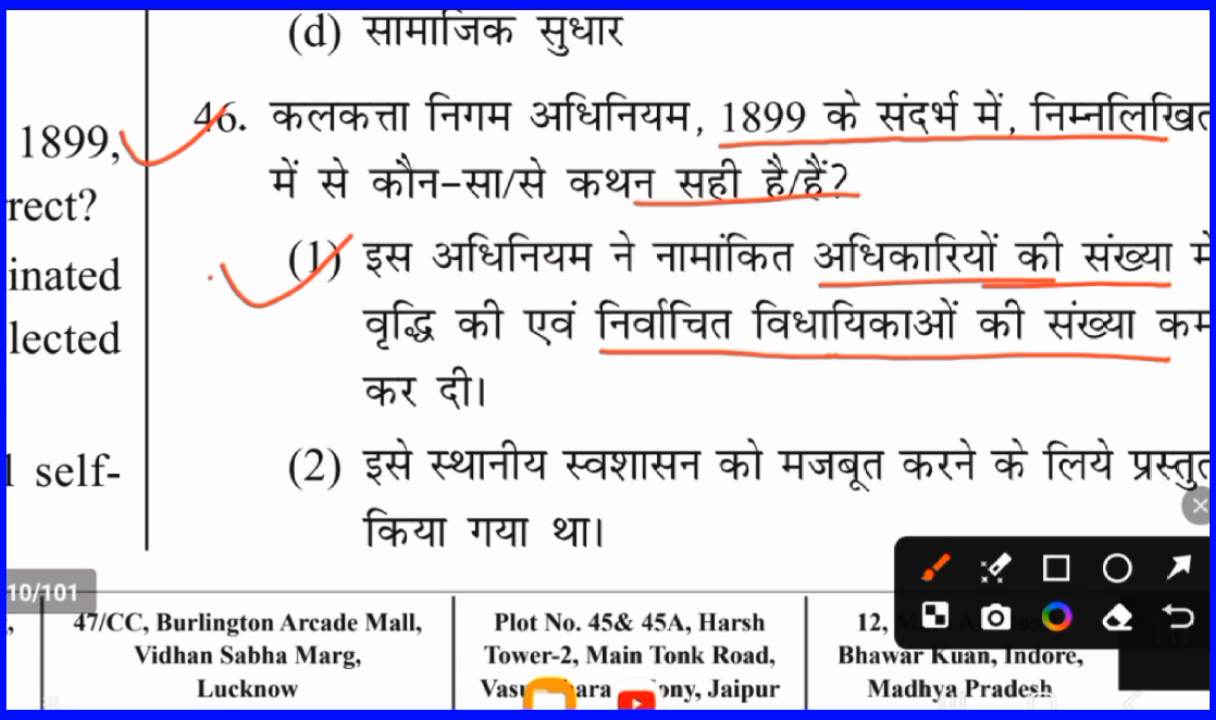 (d) सामाजिक सुधार
1899,
rect?
inated
lected
self-
46. कलकत्ता निगम अधिनियम, 1899 के संदर्भ में, निम्नलिखित
में से कौन-सा/से कथन सही है/हैं?
(1) इस अधिनियम ने नामांकित अधिकारियों की संख्या में
वृद्धि की एवं निर्वाचित विधायिकाओं की संख्या कम
कर दी।
(2) इसे स्थानीय स्वशासन को मजबूत करने के लिये प्रस्तुत
किया गया था।
10/101
47/CC, Burlington Arcade Mall,
Vidhan Sabha Marg,
Lucknow
Plot No. 45& 45A, Harsh
Tower-2, Main Tonk Road,
Jaipur
12,
Bhawar Kuan, Indore,
Madhya Pradesh